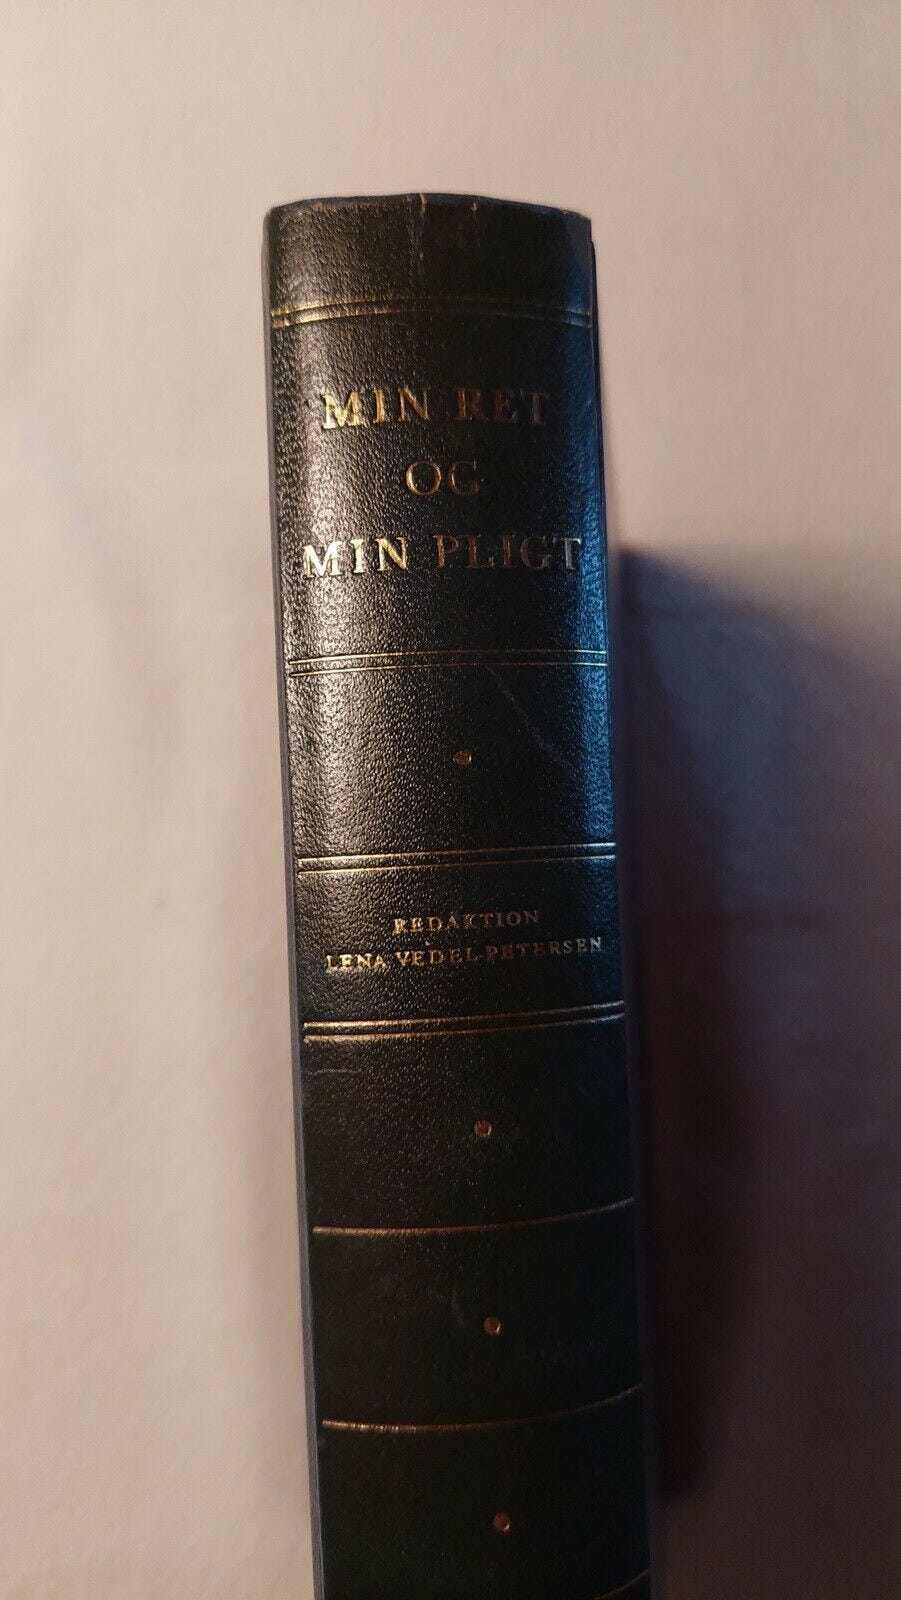 MIN RET
OG
MIN PLIGT
REDAKTION
LENA VEDEL-PETERSEN